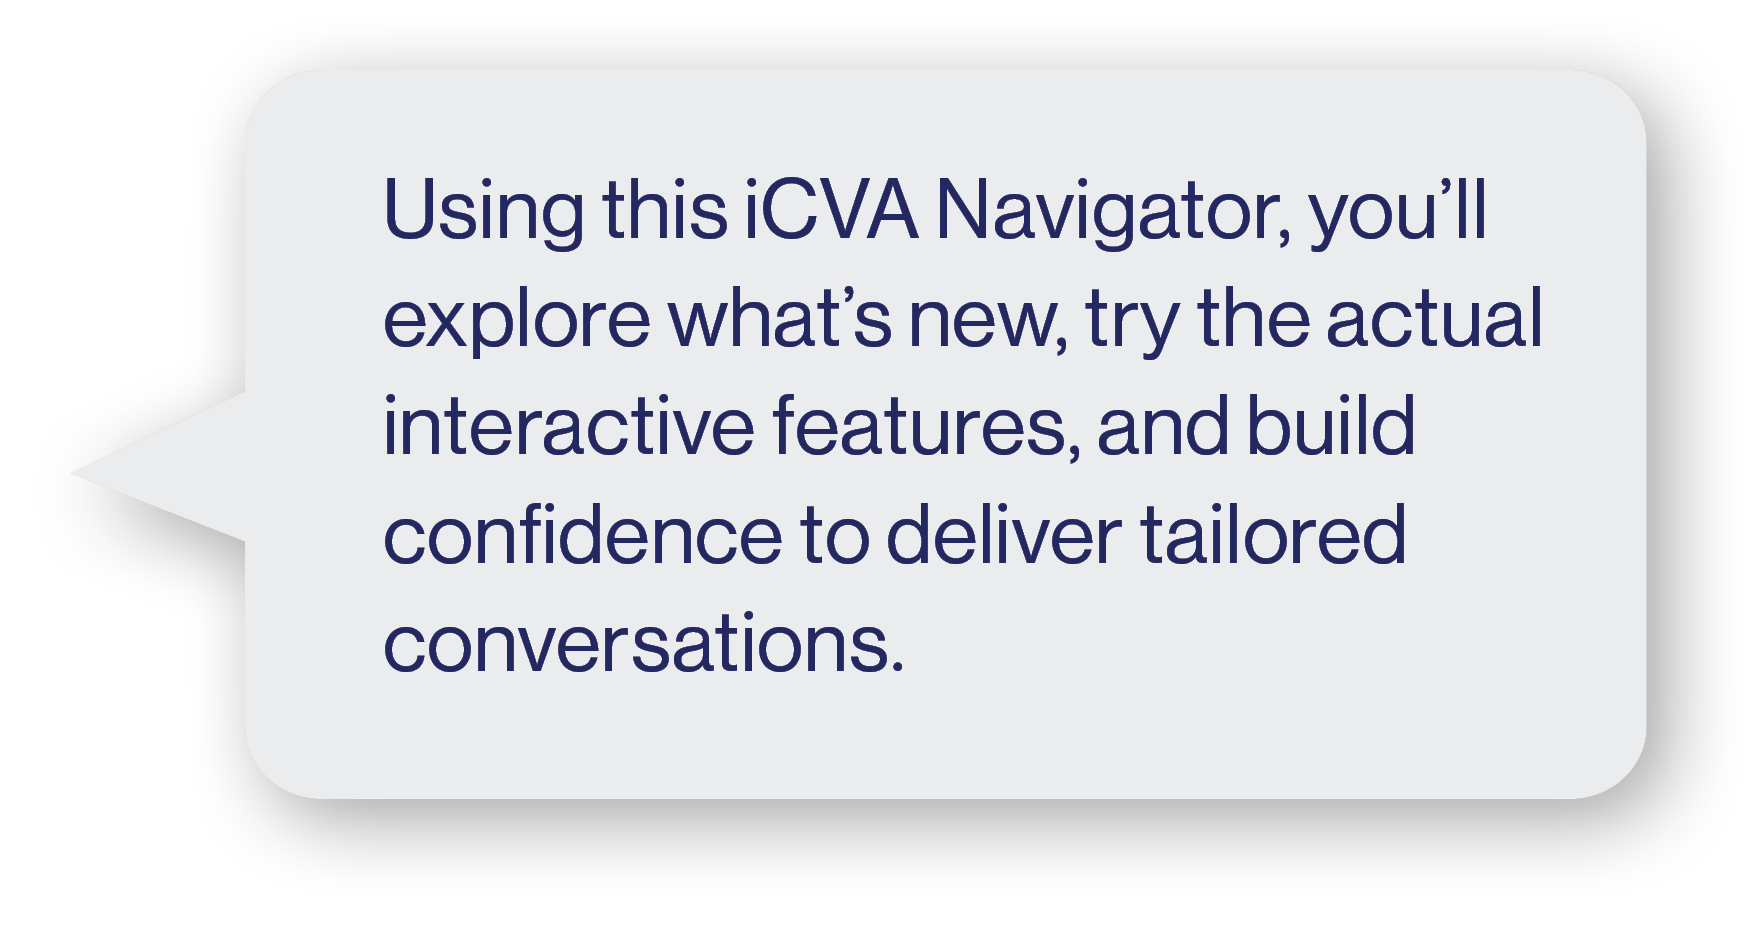 Using this iCVA Navigator, you’ll
explore what’s new, try the actual
interactive features, and build
confidence to deliver tailored
conversations.